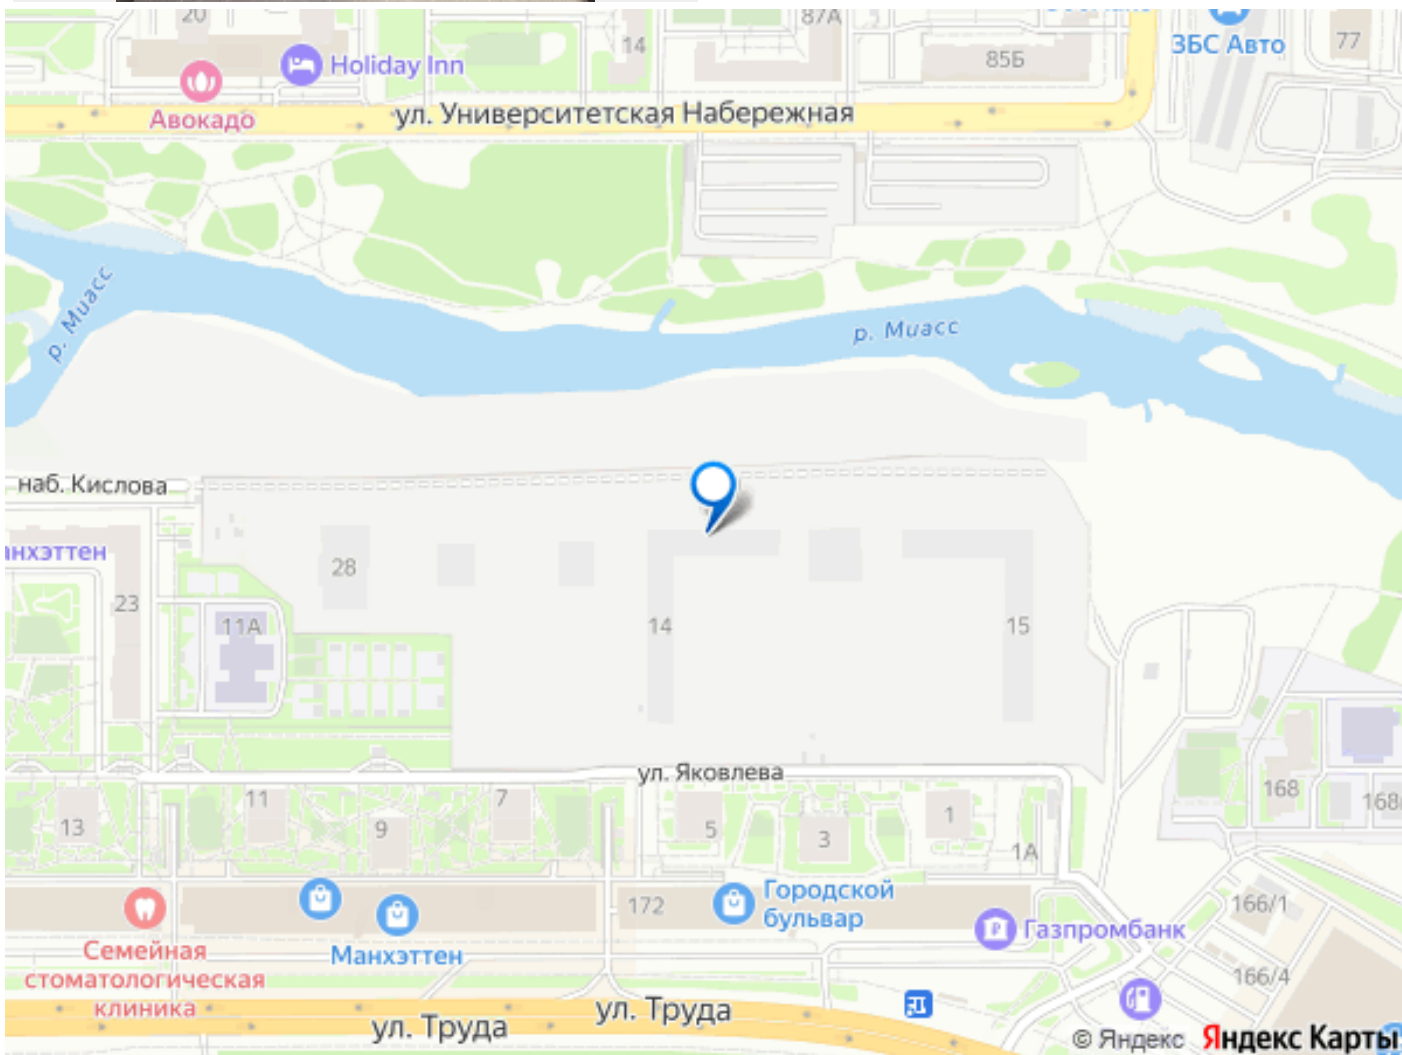 20
Holiday Inn
Авокадо
14
87А
85Б
ЗБС Авто
77
ул. Университетская Набережная
р. Миасс
р. Миасс
наб. Кислова
анхэттен
28
23
11А
14
15
ул. Яковлева
13
11
9
7
5
3
1
1А
168
168
172
Городской
бульвар
Манхэттен
Семейная
стоматологическая
клиника
Газпромбанк
166/1
166/4
ул. Труда
ул. Труда
© Яндекс Яндекс Карты